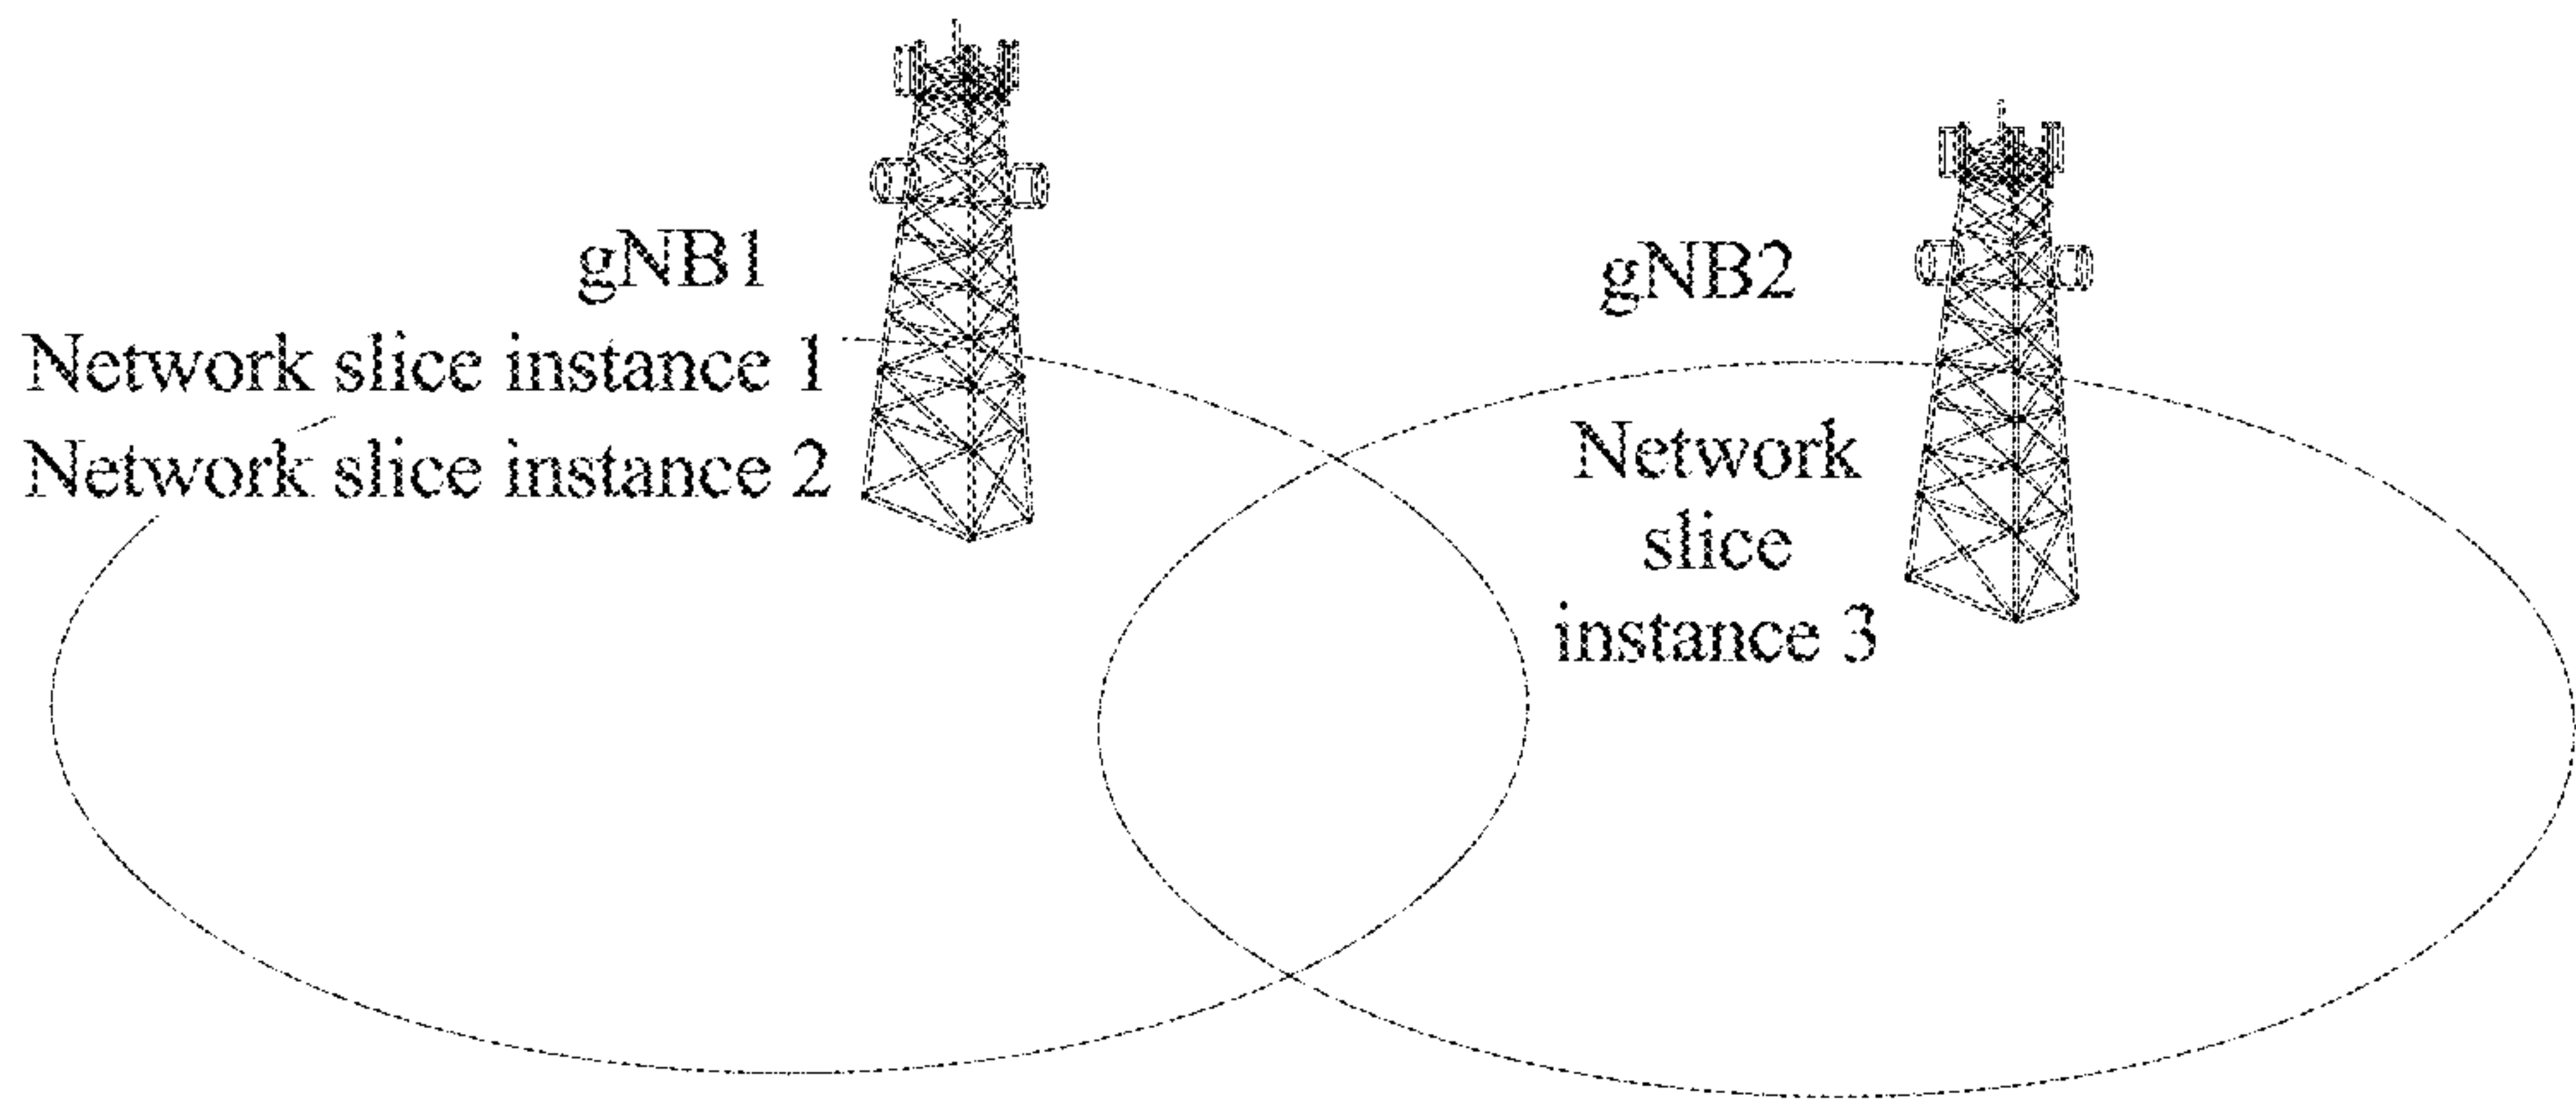 gNB1
Network slice instance 1
Network slice instance 2
gNB2
Network
slice
instance 3